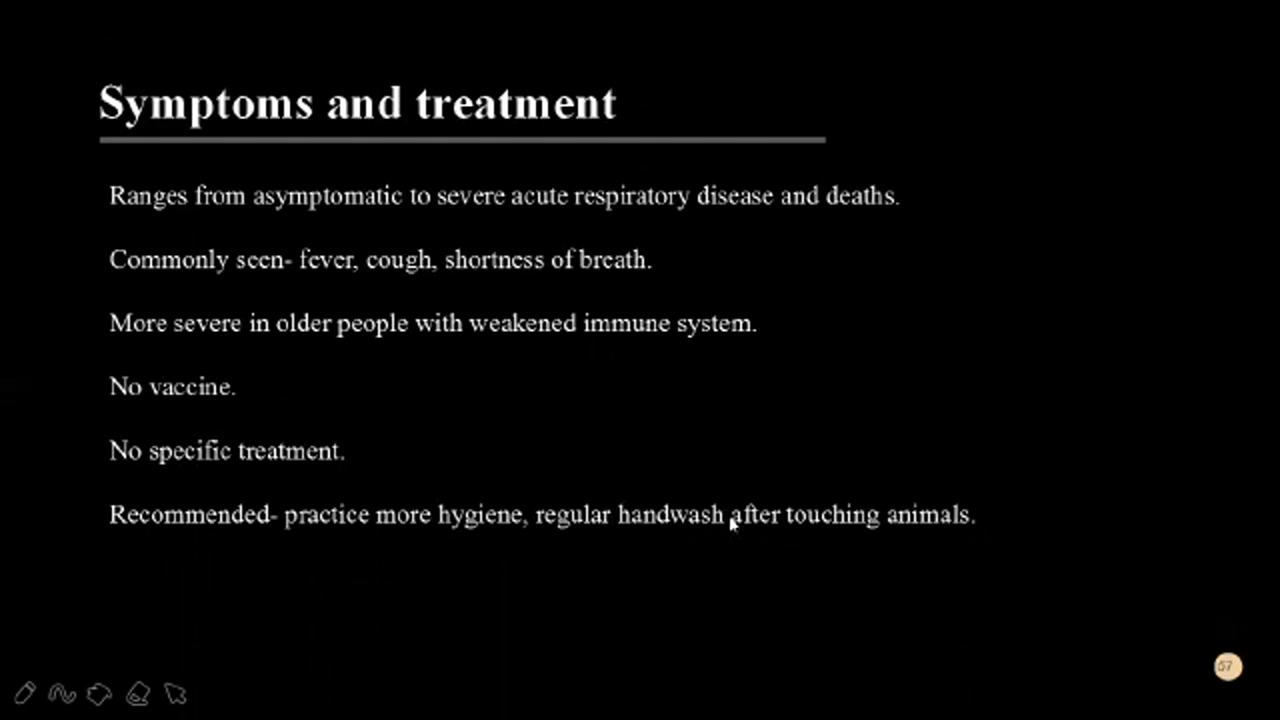 Symptoms and treatment
Ranges from asymptomatic to severe acute respiratory disease and deaths.
Commonly seen- fever, cough, shortness of breath.
More severe in older people with weakened immune system.
No vaccine.
No specific treatment.
Recommended- practice more hygiene, regular handwash after touching animals.
57